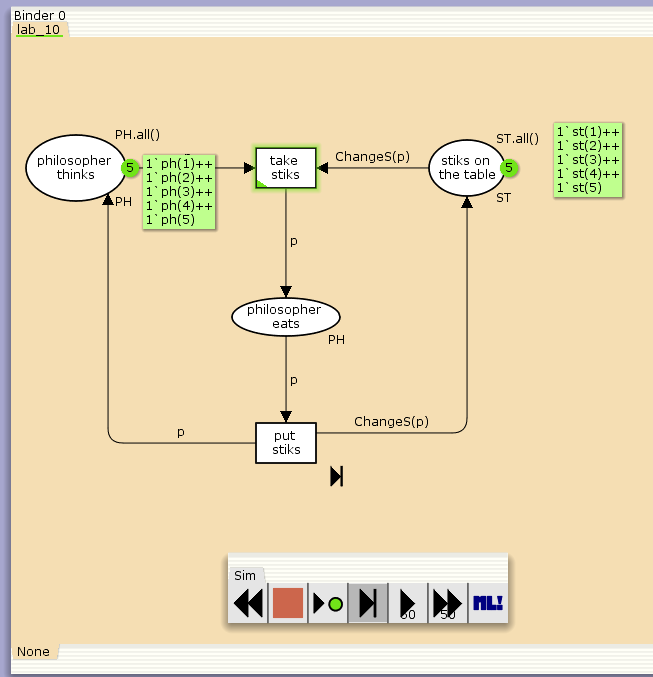 Binder 0
lab_10
PH.all()
philosopher
thinks
5
PH
1`ph(1)++
1`ph(2)++
1`ph(3)++
1`ph(4)++
1`ph(5)
take
stiks
ChangeS(p)
stiks on
the table
ST.all()
5
ST
1`st(1)++
1`st(2)++
1`st(3)++
1`st(4)++
1`st(5)
p
philosopher
eats
PH
p
p
put
stiks
ChangeS(p)
Sim
50
ML!
None